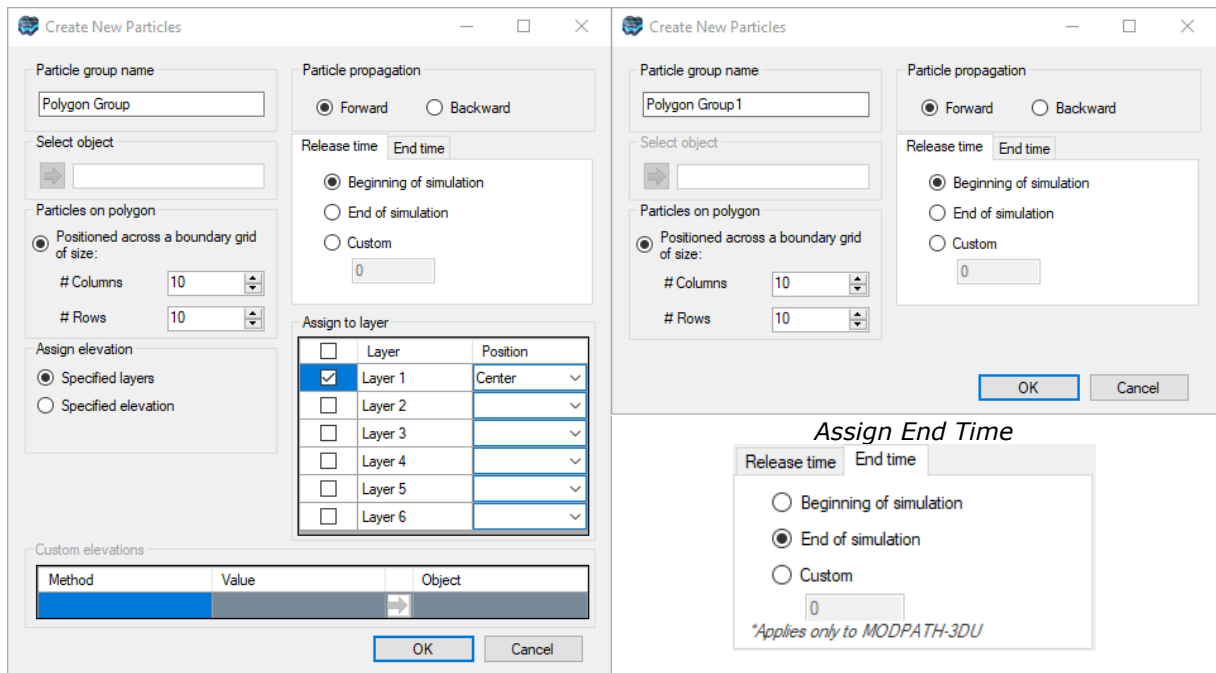 Create New Particles
Particle group name
Polygon Group
Particle propagation
Forward
Backward
Select object
Release time
End time
Beginning of simulation
End of simulation
Custom
0
Particles on polygon
Positioned across a boundary grid
of size:
# Columns
10
# Rows
10
Assign elevation
Specified layers
Specified elevation
Assign to layer
Layer Position
Layer 1 Center
Layer 2
Layer 3
Layer 4
Layer 5
Layer 6
Custom elevations
Method Value Object
OK
Cancel
Create New Particles
Particle group name
Polygon Group1
Particle propagation
Forward
Backward
Select object
Release time
End time
Beginning of simulation
End of simulation
Custom
0
Particles on polygon
Positioned across a boundary grid
of size:
# Columns
10
# Rows
10
OK
Cancel
Assign End Time
Release time
End time
Beginning of simulation
End of simulation
Custom
0
*Applies only to MODPATH-3DU